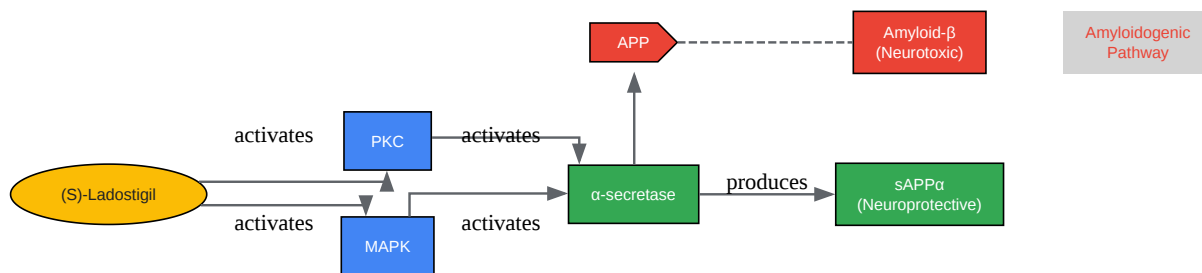 APP
Amyloid-β
(Neurotoxic)
Amyloidogenic
Pathway
activates
PKC
activates
(S)-Ladostigil
α-secretase
produces
sAPPα
(Neuroprotective)
activates
MAPK
activates